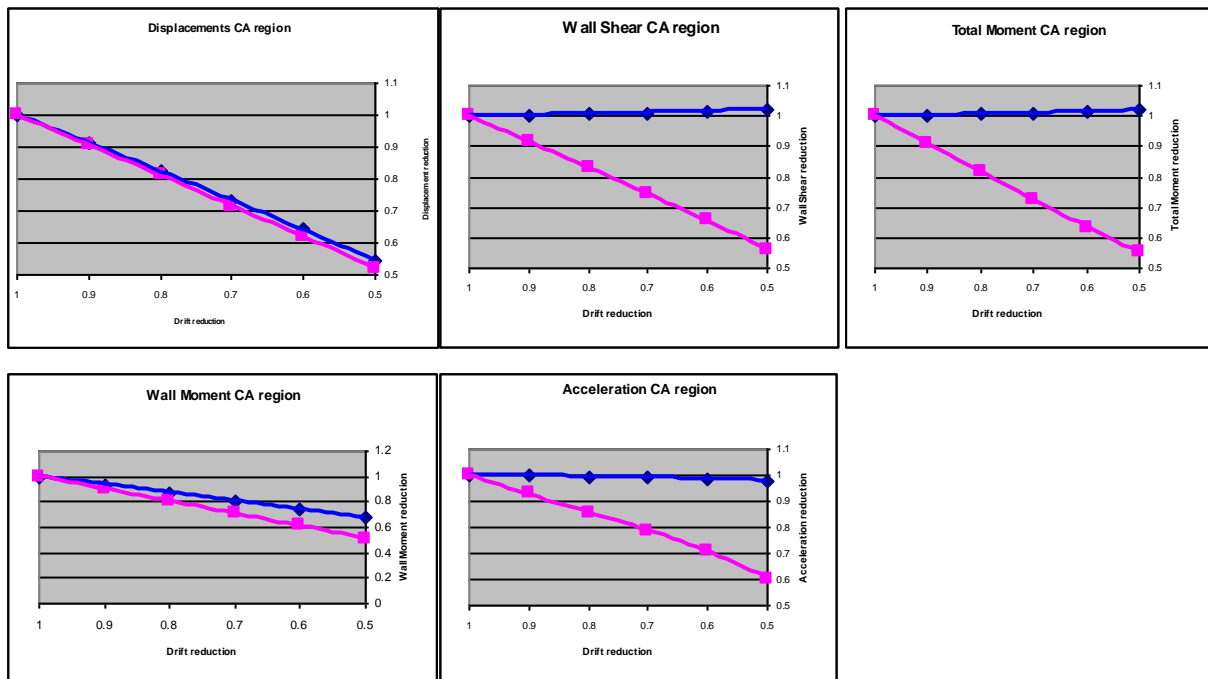 Displacements CA region
1.1
1
0.9
0.8
0.7
0.6
0.5
Displacement reduction
1 0.9 0.8 0.7 0.6 0.5
Drift reduction
Wall Shear CA region
1.1
1
0.9
0.8
0.7
0.6
0.5
Wall Shear reduction
1 0.9 0.8 0.7 0.6 0.5
Drift reduction
Total Moment CA region
1.1
1
0.9
0.8
0.7
0.6
0.5
Total Moment reduction
1 0.9 0.8 0.7 0.6 0.5
Drift reduction
Wall Moment CA region
1.2
1
0.8
0.6
0.4
0.2
0
Wall Moment reduction
1 0.9 0.8 0.7 0.6 0.5
Drift reduction
Acceleration CA region
1.1
1
0.9
0.8
0.7
0.6
0.5
Acceleration reduction
1 0.9 0.8 0.7 0.6 0.5
Drift reduction